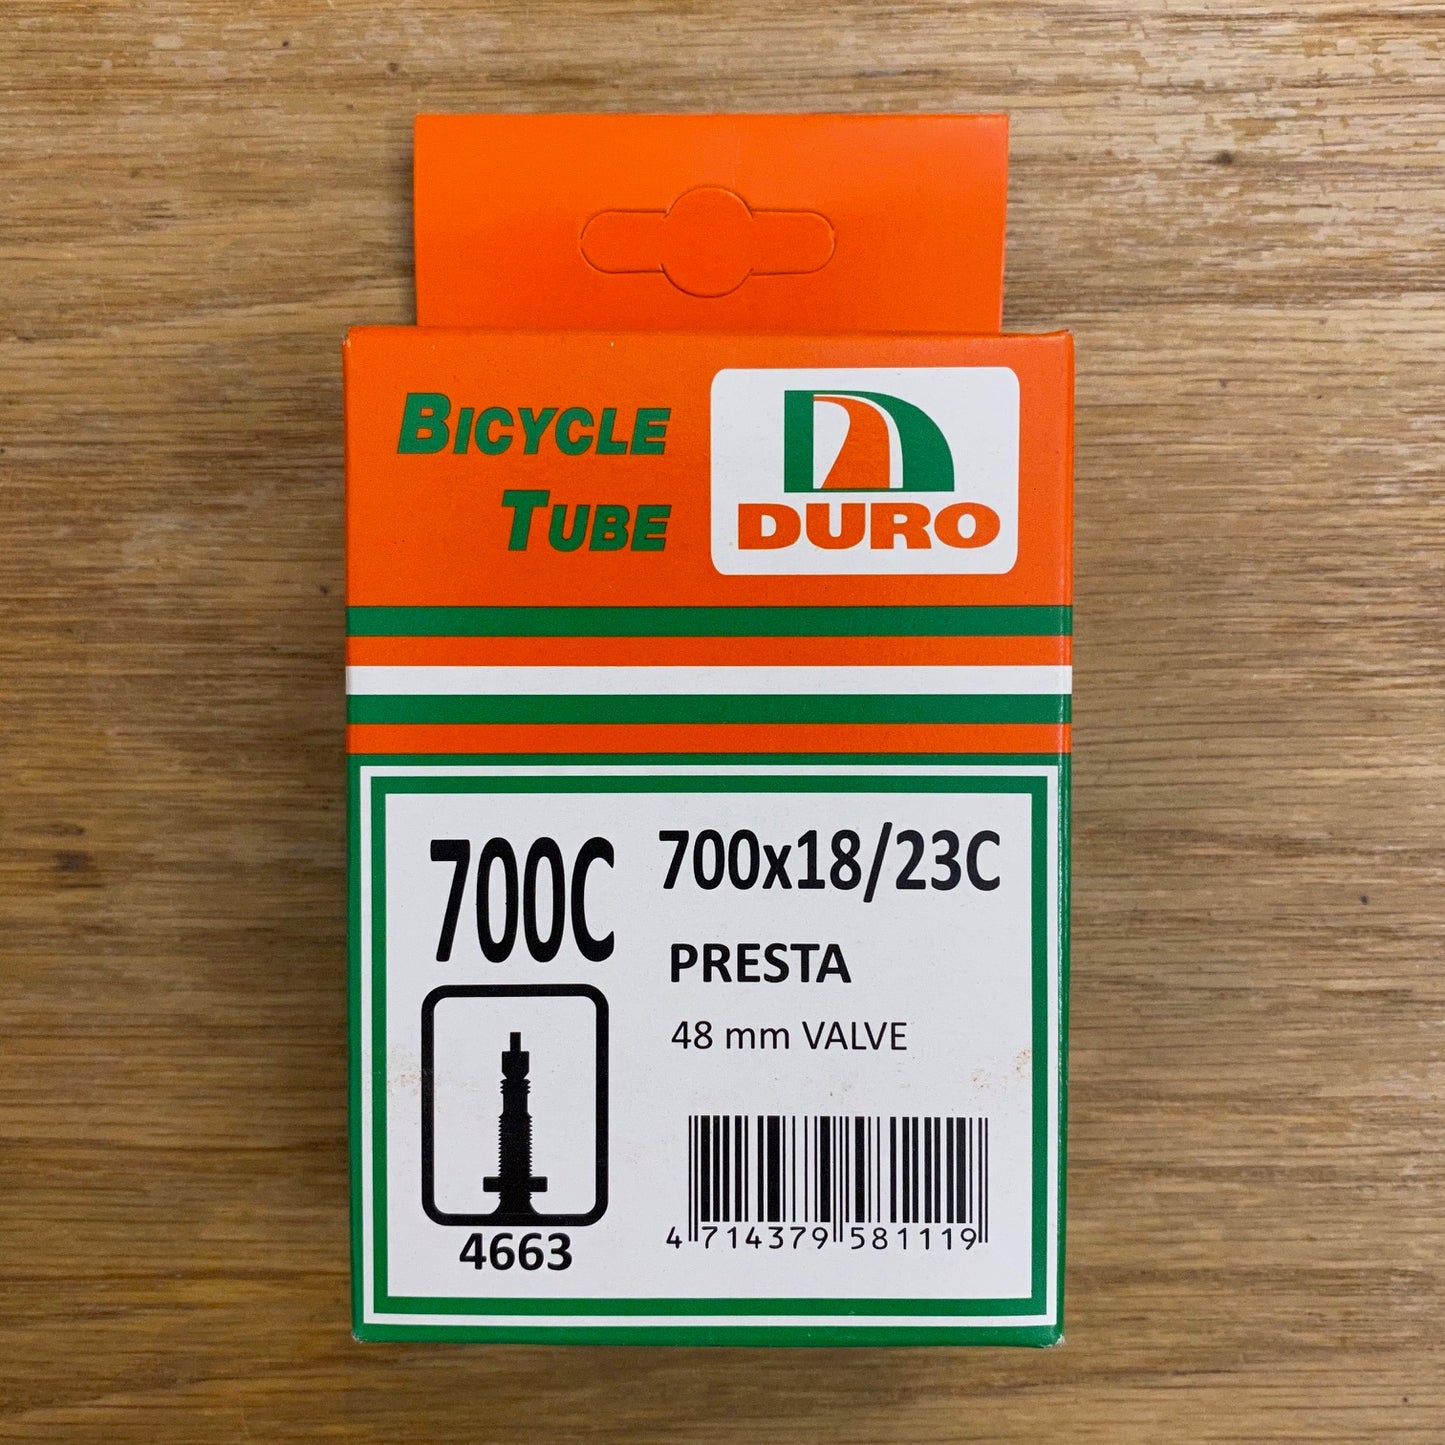 BICYCLE
TUBE
DURO
700C
700x18/23C
PRESTA
48 mm VALVE
4663
4 714379 581119